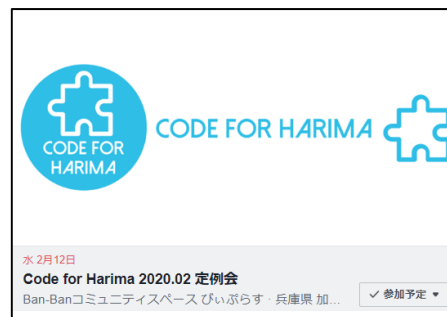 CODE FOR
HARIMA
CODE FOR HARIMA
水 2月12日
Code for Harima 2020.02 定例会
Ban-Banコミュニティスペース ぴぃぷらす · 兵庫県 加...
✓ 参加予定 ▼